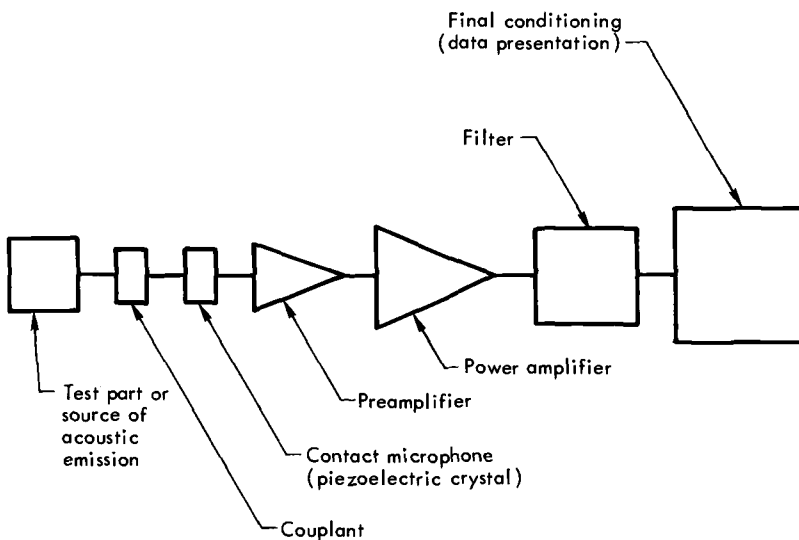 Final conditioning
(data presentation)
Filter
Power amplifier
Preamplifier
Test part or
source of
acoustic
emission
Contact microphone
(piezoelectric crystal)
Couplant